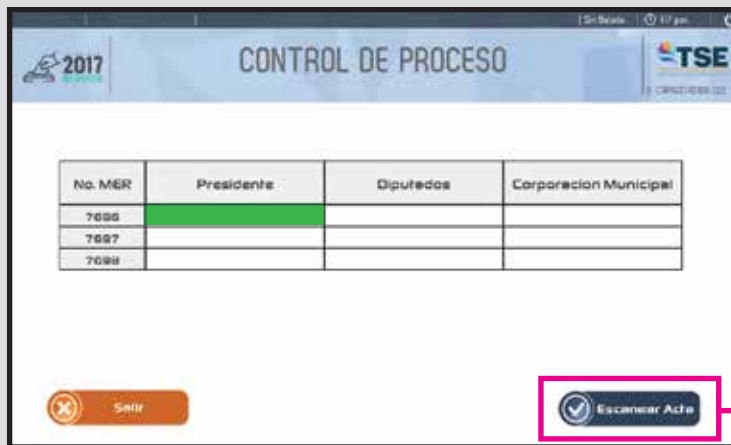 2017
CONTROL DE PROCESO
TSE
No. MER
Presidente
Diputados
Corporacion Municipal
7696
7697
7698
Salir
Escanear Acta